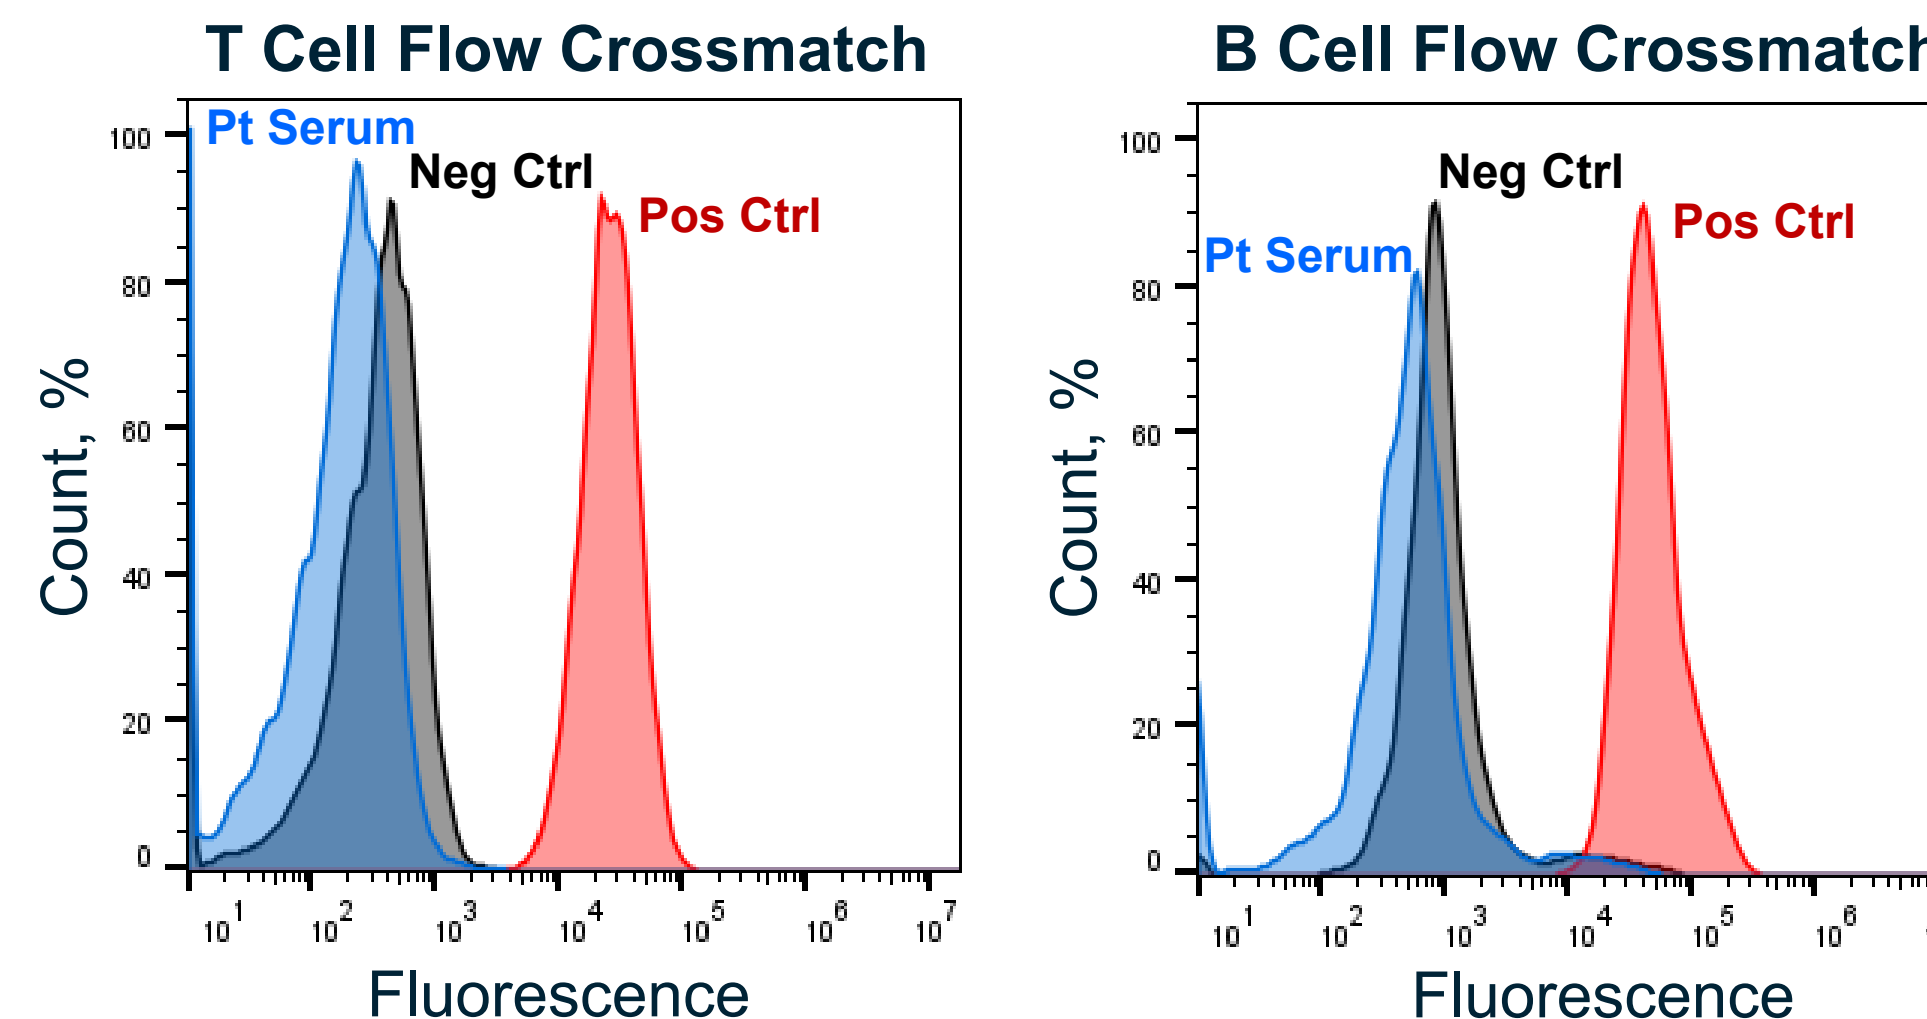 T Cell Flow Crossmatch
Pt Serum
Neg Ctrl
Pos Ctrl
Count, %
100
80
60
40
20
0
10^1 10^2 10^3 10^4 10^5 10^6 10^7
Fluorescence
B Cell Flow Crossmatch
Neg Ctrl
Pos Ctrl
Pt Serum
Count, %
100
80
60
40
20
0
10^1 10^2 10^3 10^4 10^5 10^6
Fluorescence